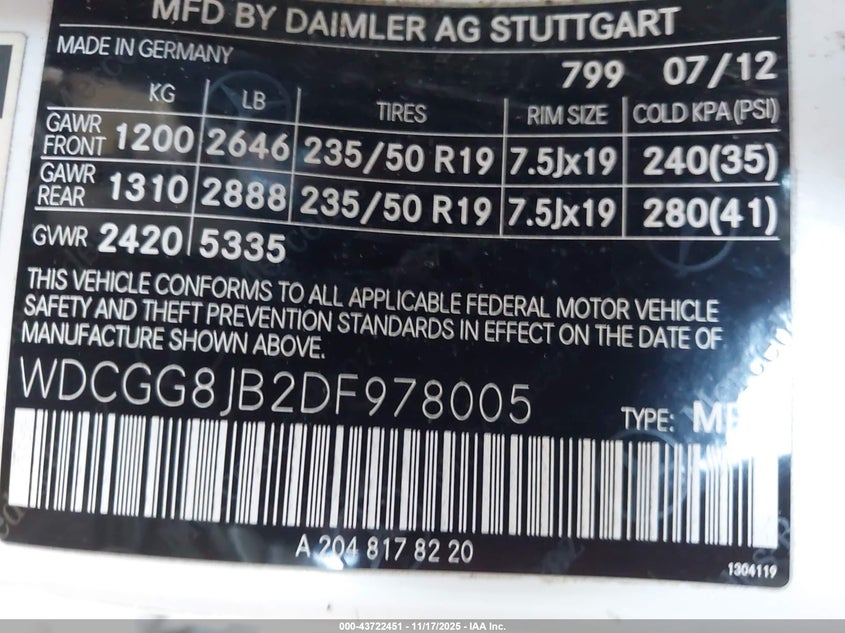 MFD BY DAIMLER AG STUTTGART
MADE IN GERMANY
799 07/12
KG LB TIRES RIM SIZE COLD KPA (PSI)
GAWR FRONT 1200 2646 235/50 R19 7.5Jx19 240(35)
GAWR REAR 1310 2888 235/50 R19 7.5Jx19 280(41)
GVWR 2420 5335
THIS VEHICLE CONFORMS TO ALL APPLICABLE FEDERAL MOTOR VEHICLE
SAFETY AND THEFT PREVENTION STANDARDS IN EFFECT ON THE DATE OF
MANUFACTURE SHOWN ABOVE.
WDCGG8JB2DF978005
TYPE:
A 204 817 82 20
1304119
000-43722451 - 11/17/2025 - IAA Inc.